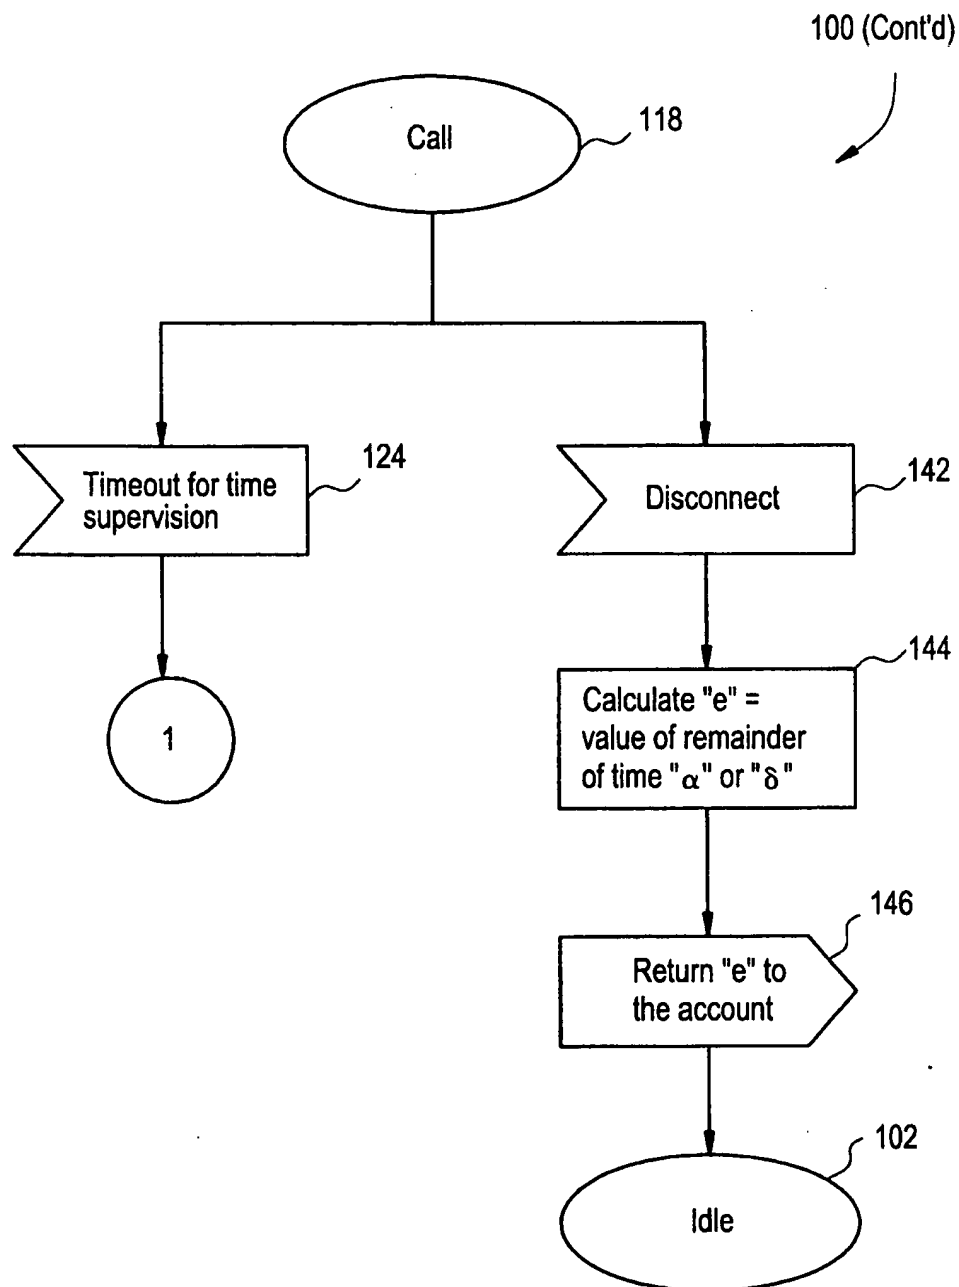 100 (Cont'd)
Call
118
Timeout for time
supervision
124
Disconnect
142
1
Calculate "e" =
value of remainder
of time "α" or "δ"
144
Return "e" to
the account
146
Idle
102